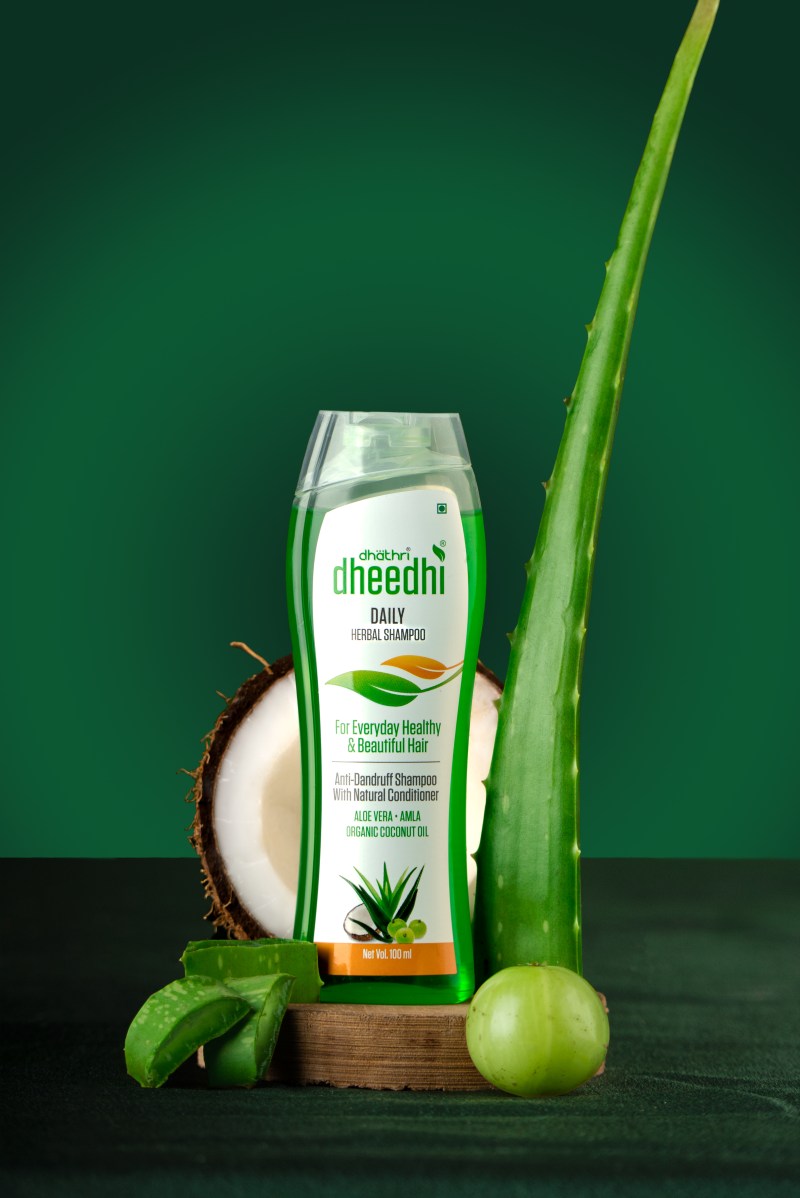 dhäthri®
dheedhi®
DAILY
HERBAL SHAMPOO
For Everyday Healthy
& Beautiful Hair
Anti-Dandruff Shampoo
With Natural Conditioner
ALOE VERA • AMLA
ORGANIC COCONUT OIL
Net Vol. 100 ml